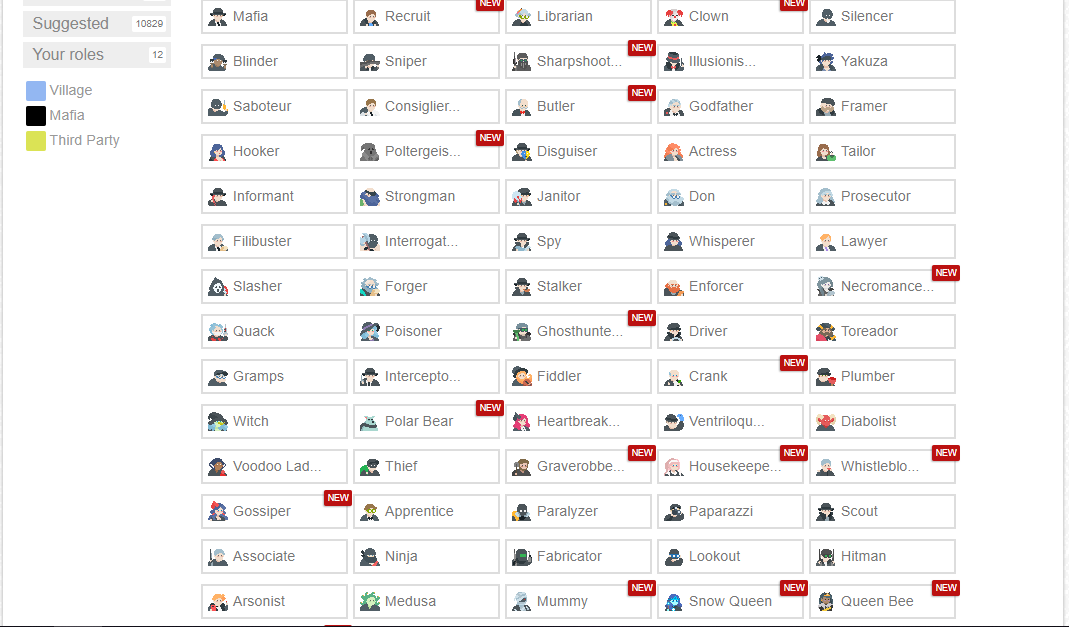 Suggested 10829
Your roles 12
Village
Mafia
Third Party
NEW NEW
Mafia Recruit Librarian Clown Silencer
NEW
Blinder Sniper Sharpshoot... Illusionis... Yakuza
NEW
Saboteur Consiglier... Butler Godfather Framer
NEW
Hooker Poltergeis... Disguiser Actress Tailor
Informant Strongman Janitor Don Prosecutor
Filibuster Interrogat... Spy Whisperer Lawyer
NEW
Slasher Forger Stalker Enforcer Necromance...
NEW
Quack Poisoner Ghosthunte... Driver Toreador
NEW
Gramps Intercepto... Fiddler Crank Plumber
NEW
Witch Polar Bear Heartbreak... Ventriloqu... Diabolist
NEW NEW NEW
Voodoo Lad... Thief Graverobbe... Housekeepe... Whistleblo...
NEW
Gossiper Apprentice Paralyzer Paparazzi Scout
Associate Ninja Fabricator Lookout Hitman
NEW NEW NEW
Arsonist Medusa Mummy Snow Queen Queen Bee